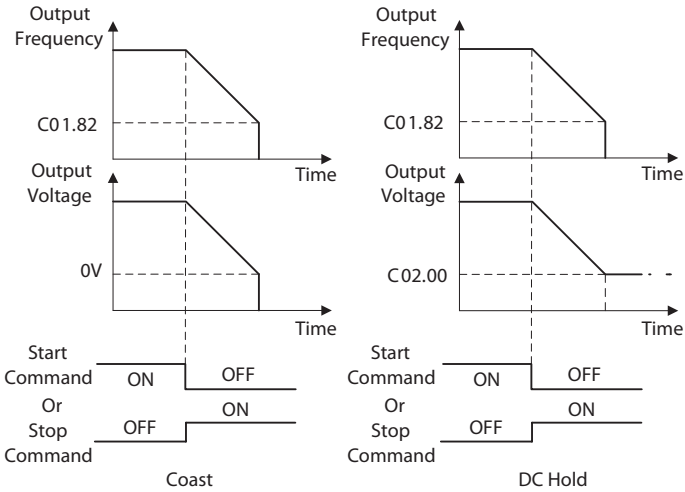 Output
Frequency
C01.82
Time
Output
Voltage
0V
Time
Start
Command
ON
OFF
Or
Stop
Command
OFF
ON
Coast
Output
Frequency
C01.82
Time
Output
Voltage
C02.00
Time
Start
Command
ON
OFF
Or
Stop
Command
OFF
ON
DC Hold